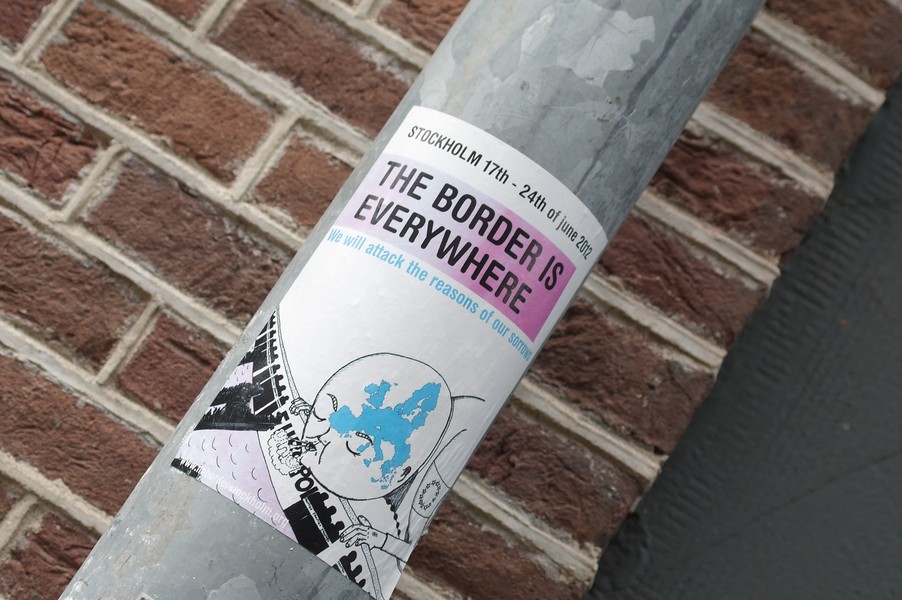 STOCKHOLM 17th - 24th of june 2012
THE BORDER IS
EVERYWHERE
We will attack the reasons of our sorrows